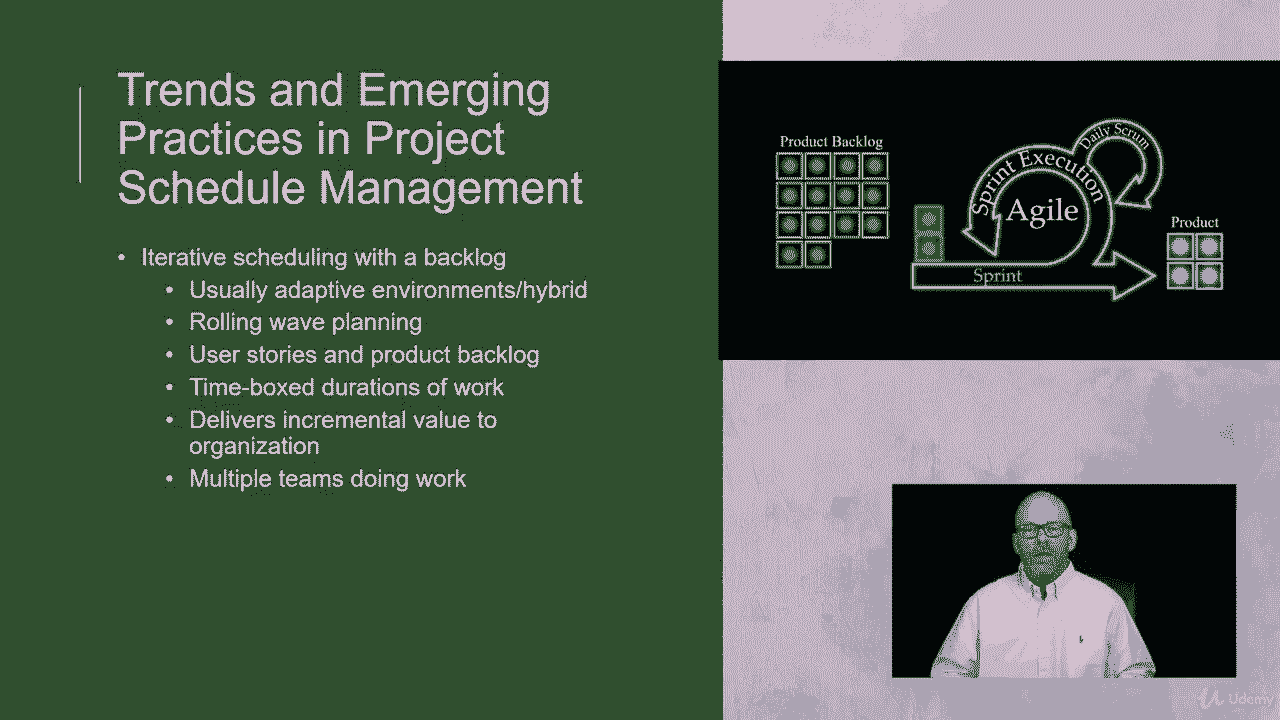 Trends and Emerging
Practices in Project
Schedule Management
• Iterative scheduling with a backlog
• Usually adaptive environments/hybrid
• Rolling wave planning
• User stories and product backlog
• Time-boxed durations of work
• Delivers incremental value to
organization
• Multiple teams doing work
Product Backlog
Daily Scrum
Sprint Execution
Agile
Sprint
Product
Udemy